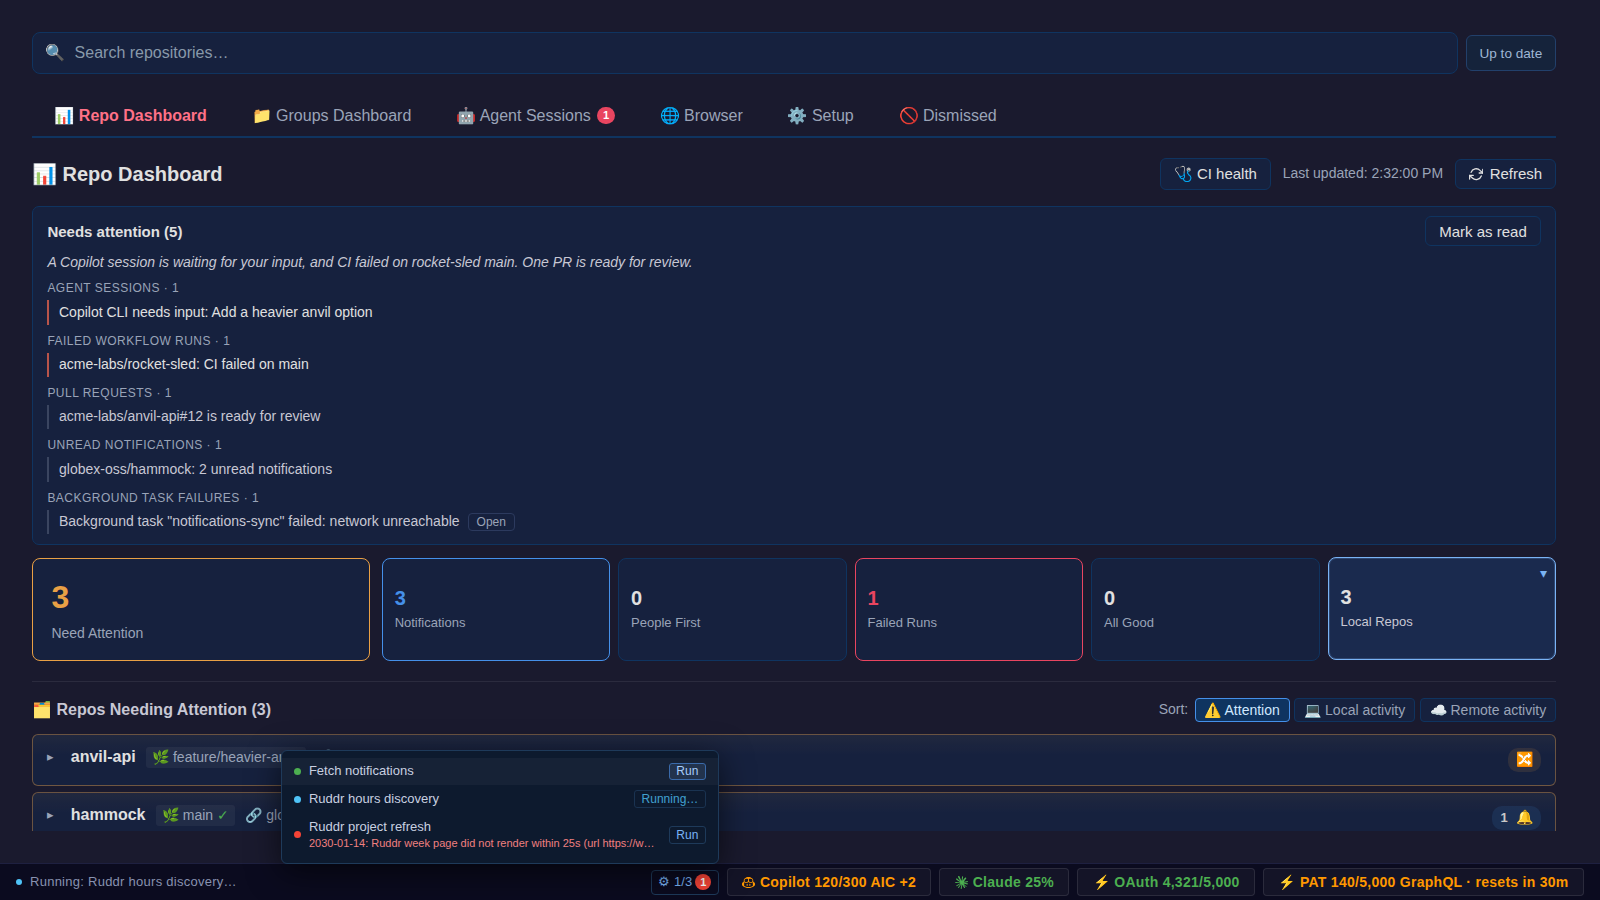 Search repositories…
Up to date
Repo Dashboard
Groups Dashboard
Agent Sessions 1
Browser
Setup
Dismissed
Repo Dashboard
CI health
Last updated: 2:32:00 PM
Refresh
Needs attention (5)
Mark as read
A Copilot session is waiting for your input, and CI failed on rocket-sled main. One PR is ready for review.
AGENT SESSIONS · 1
Copilot CLI needs input: Add a heavier anvil option
FAILED WORKFLOW RUNS · 1
acme-labs/rocket-sled: CI failed on main
PULL REQUESTS · 1
acme-labs/anvil-api#12 is ready for review
UNREAD NOTIFICATIONS · 1
globex-oss/hammock: 2 unread notifications
BACKGROUND TASK FAILURES · 1
Background task "notifications-sync" failed: network unreachable Open
3
Need Attention
3
Notifications
0
People First
1
Failed Runs
0
All Good
3
Local Repos
Repos Needing Attention (3)
Sort: Attention Local activity Remote activity
anvil-api feature/heavier-
hammock main ✓
1
Fetch notifications Run
Ruddr hours discovery Running…
Ruddr project refresh Run
2030-01-14: Ruddr week page did not render within 25s (url https://w…
Running: Ruddr hours discovery…
1/3 1
Copilot 120/300 AIC +2
Claude 25%
OAuth 4,321/5,000
PAT 140/5,000 GraphQL · resets in 30m